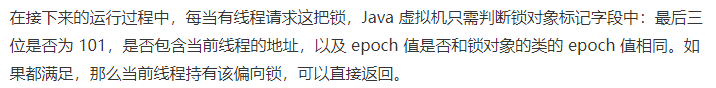 在接下来的运行过程中，每当有线程请求这把锁，Java 虚拟机只需判断锁对象标记字段中：最后三
位是否为 101，是否包含当前线程的地址，以及 epoch 值是否和锁对象的类的 epoch 值相同。如
果都满足，那么当前线程持有该偏向锁，可以直接返回。